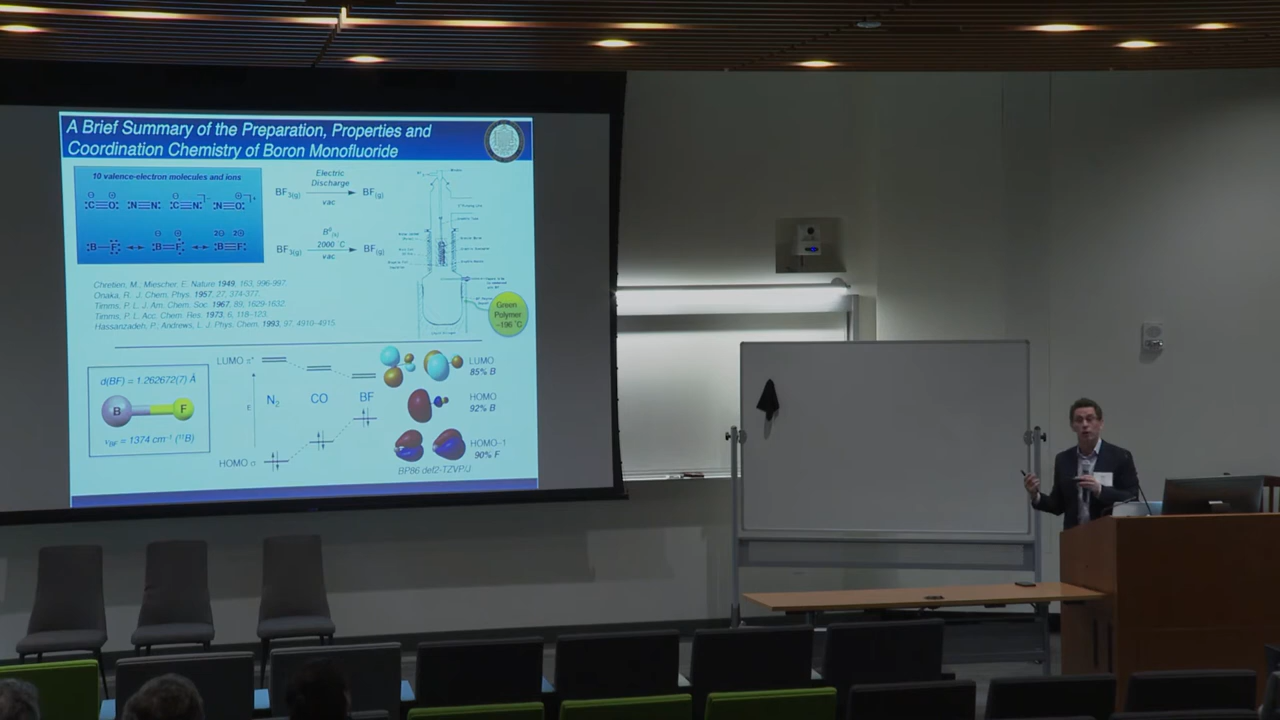 A Brief Summary of the Preparation, Properties and
Coordination Chemistry of Boron Monofluoride
10 valence-electron molecules and ions
:C≡O: :N≡N: :C≡N: :N≡O:
:B—F: ↔ :B=F: ↔ :B≡F:
BF3(g) Electric Discharge vac BF(g)
BF3(g) B0(s) 2000 °C vac BF(g)
Green
Polymer
-196 °C
Chretien, M., Miescher, E. Nature 1949, 163, 996-997.
Onaka, R. J. Chem. Phys. 1957, 27, 374-377.
Timms, P. L. J. Am. Chem. Soc. 1967, 89, 1629-1632.
Timms, P. L. Acc. Chem. Res. 1973, 6, 118-123.
Hassanzadeh, P.; Andrews, L. J. Phys. Chem. 1993, 97, 4910-4915.
d(BF) = 1.262672(7) Å
B F
νBF = 1374 cm-1 (11B)
LUMO π*
E
N2 CO BF
HOMO σ
LUMO
85% B
HOMO
92% B
HOMO-1
90% F
BP86 def2-TZVP/J